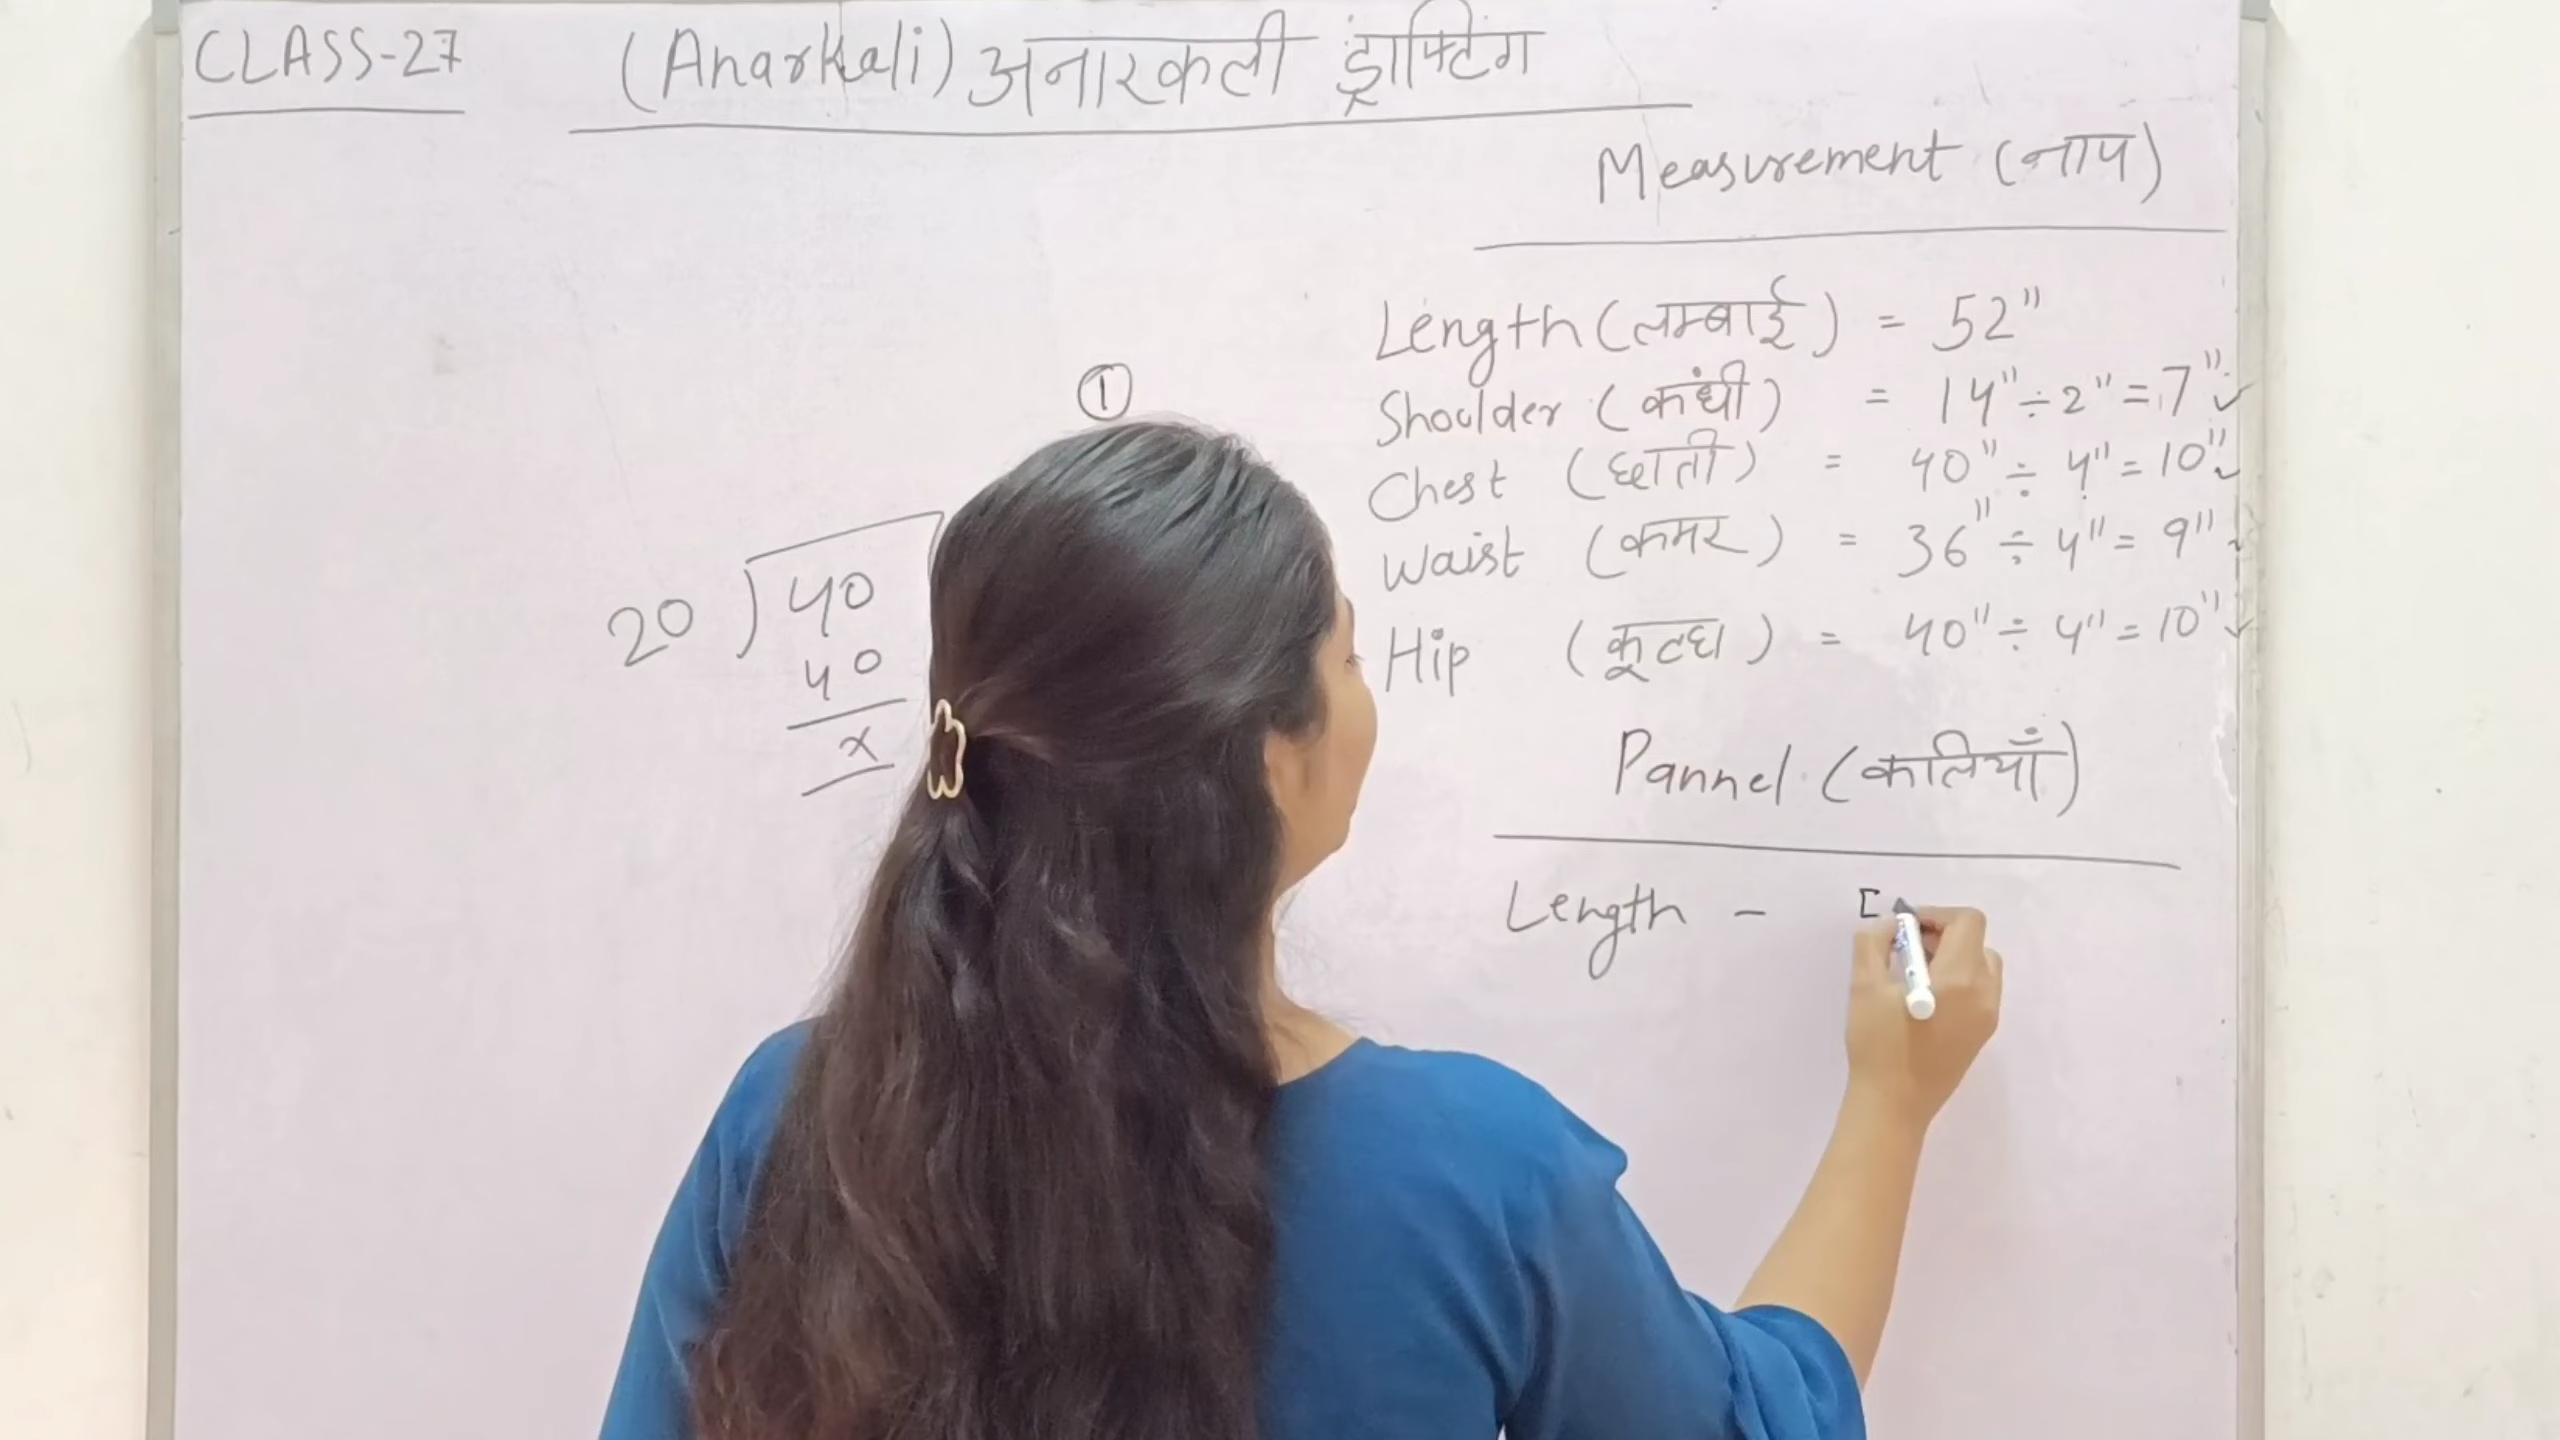 CLASS-27
(Anarkali) अनारकली ड्राफ्टिंग
Measurement (नाप)
Length (लम्बाई) = 52"
Shoulder (कंधी) = 14" ÷ 2" = 7" ✓
Chest (छाती) = 40" ÷ 4" = 10" ✓
Waist (कमर) = 36" ÷ 4" = 9" ✓
Hip (कूल्हा) = 40" ÷ 4" = 10" ✓
①
20 ) 40
40
x
Pannel (कलियाँ)
Length -